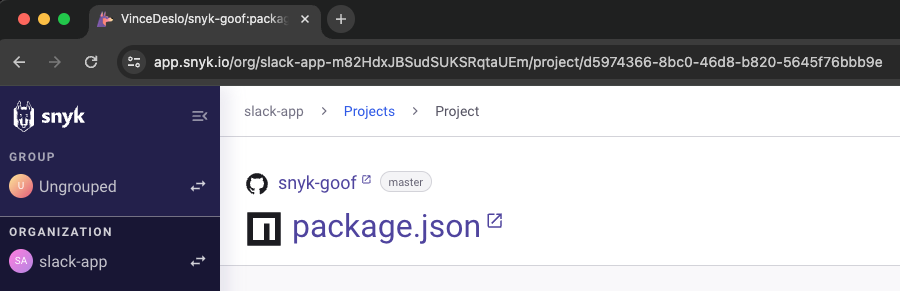 VinceDeslo/snyk-goof:packag
app.snyk.io/org/slack-app-m82HdxJBSudSUKSRqtaUEm/project/d5974366-8bc0-46d8-b820-5645f76bbb9e
snyk
slack-app > Projects > Project
GROUP
U Ungrouped
snyk-goof master
package.json
ORGANIZATION
SA slack-app